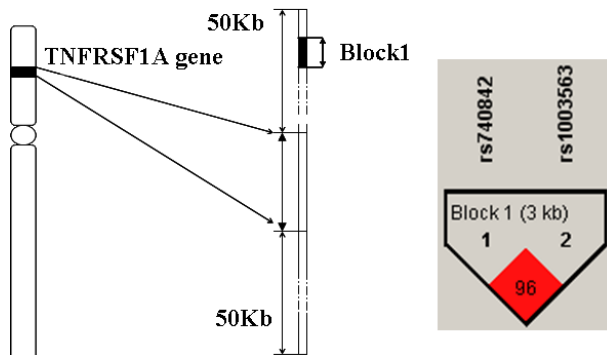 50Kb
TNFRSF1A gene
Block1
50Kb
rs740842
rs1003563
Block 1 (3 kb)
1 2
96